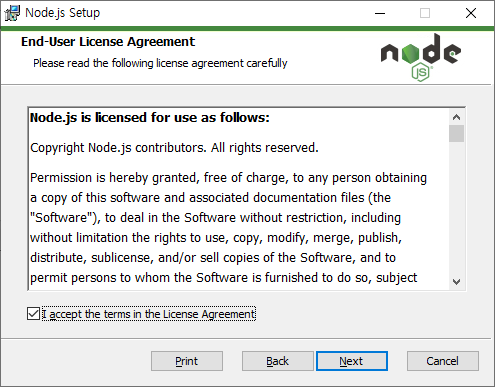 Node.js Setup
End-User License Agreement
Please read the following license agreement carefully
node
JS
Node.js is licensed for use as follows:
Copyright Node.js contributors. All rights reserved.
Permission is hereby granted, free of charge, to any person obtaining
a copy of this software and associated documentation files (the
"Software"), to deal in the Software without restriction, including
without limitation the rights to use, copy, modify, merge, publish,
distribute, sublicense, and/or sell copies of the Software, and to
permit persons to whom the Software is furnished to do so, subject
I accept the terms in the License Agreement
Print
Back
Next
Cancel